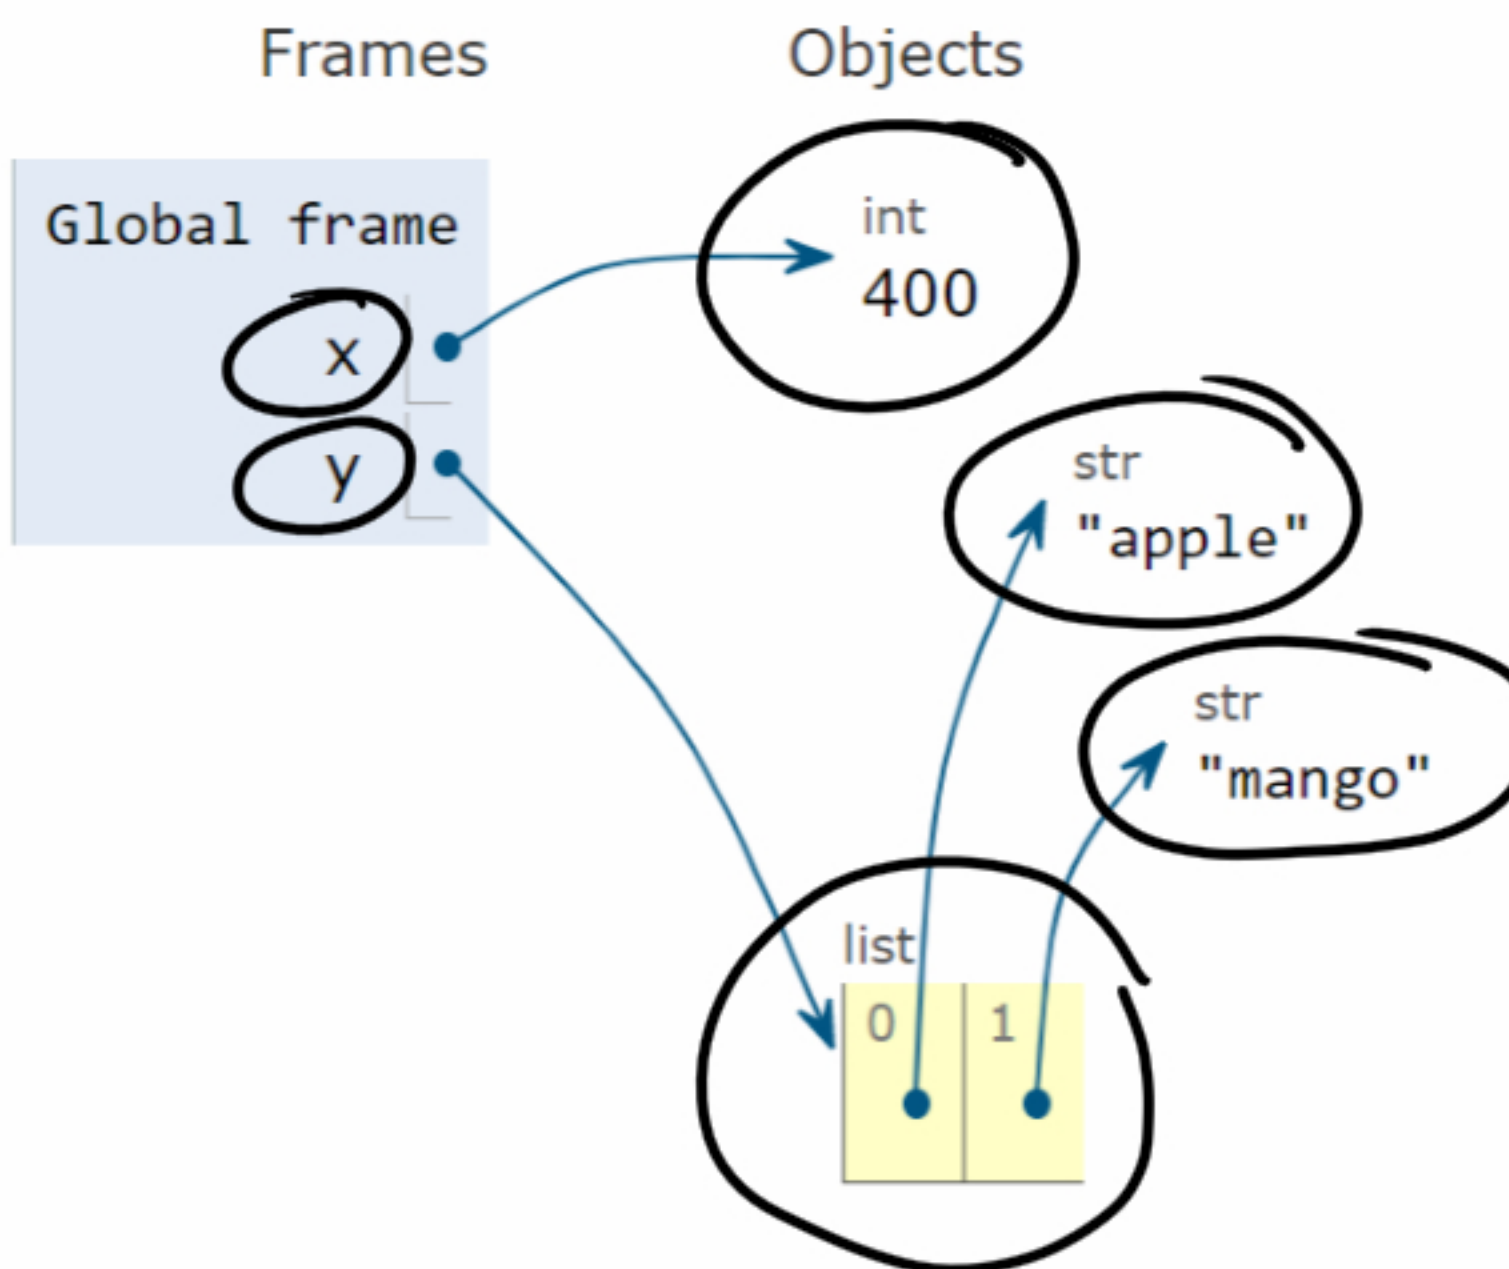 Frames
Objects
Global frame
x
y
int
400
str
"apple"
str
"mango"
list
0 1